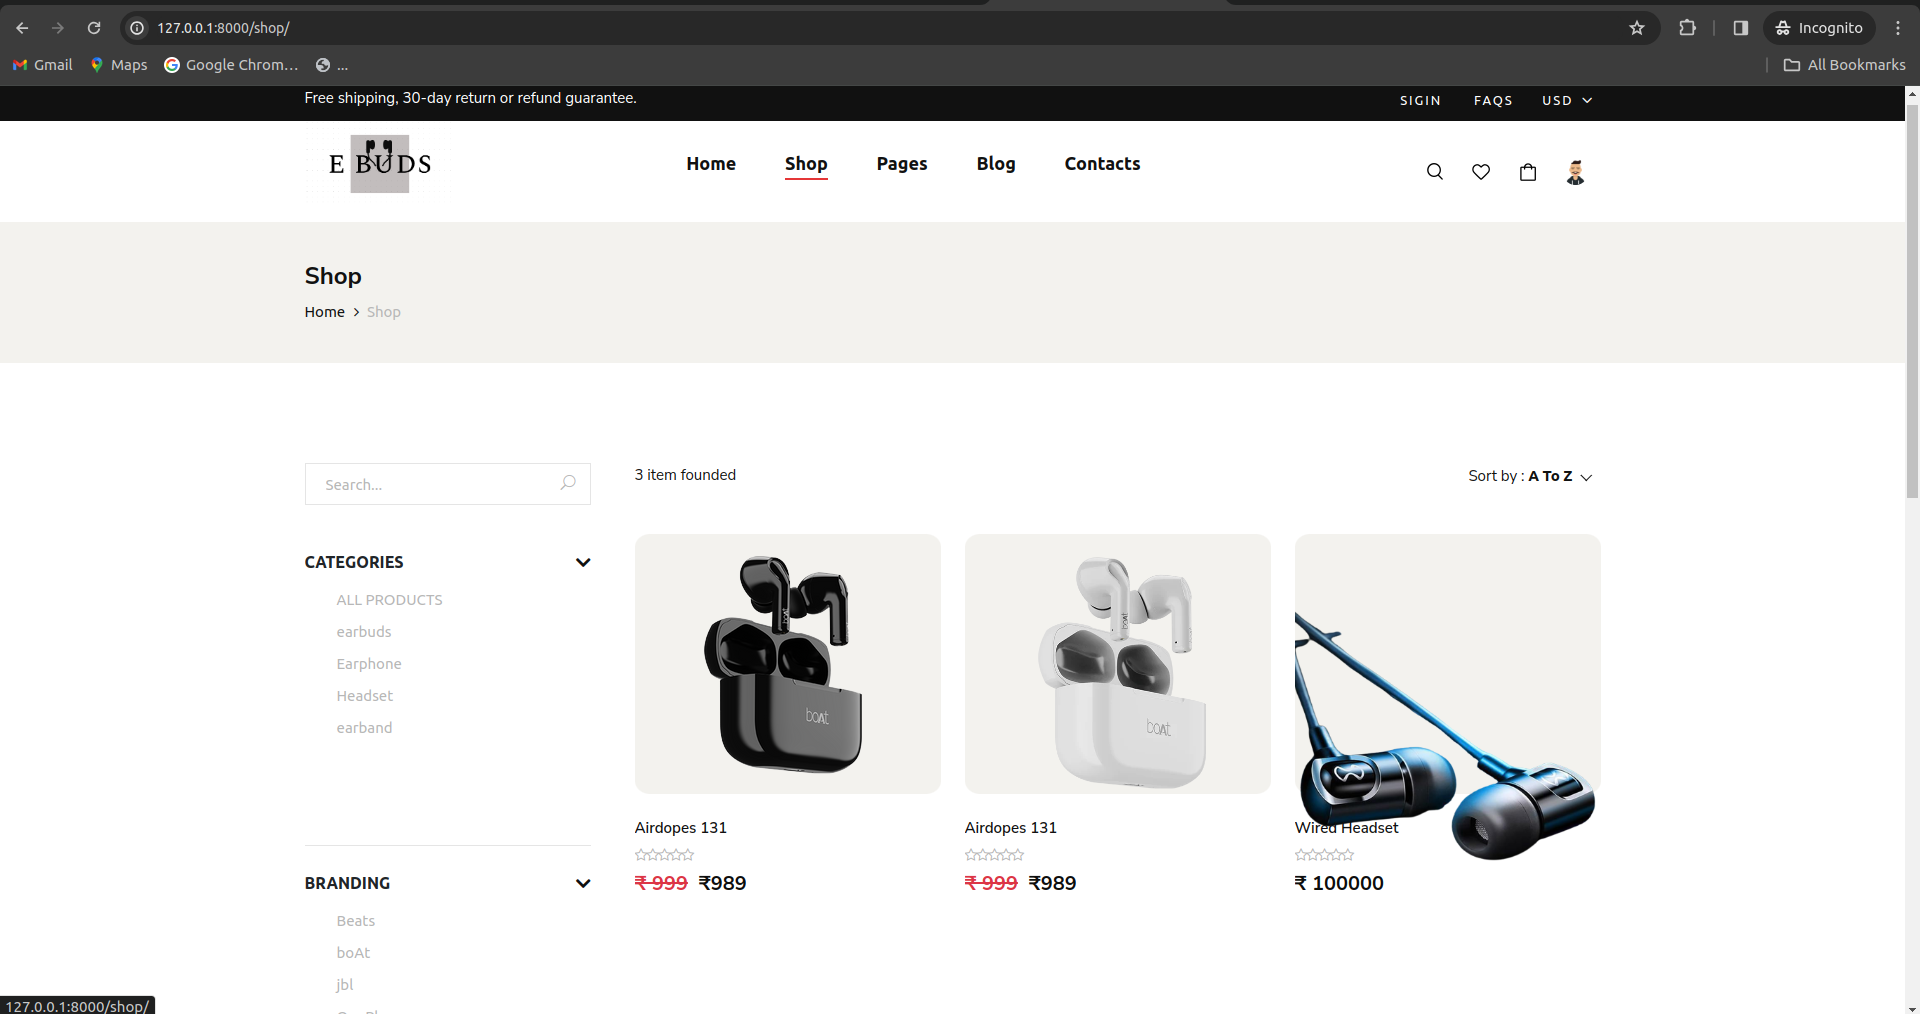 127.0.0.1:8000/shop/
Incognito
Gmail
Maps
Google Chrom...
...
All Bookmarks
Free shipping, 30-day return or refund guarantee.
SIGIN
FAQS
USD
E BUDS
Home
Shop
Pages
Blog
Contacts
Shop
Home > Shop
Search...
3 item founded
Sort by : A To Z
CATEGORIES
ALL PRODUCTS
earbuds
Earphone
Headset
earband
boAt
boAt
boAt
boAt
Airdopes 131
Airdopes 131
Wired Headset
₹ 999 ₹989
₹ 999 ₹989
₹ 100000
BRANDING
Beats
boAt
jbl
127.0.0.1:8000/shop/